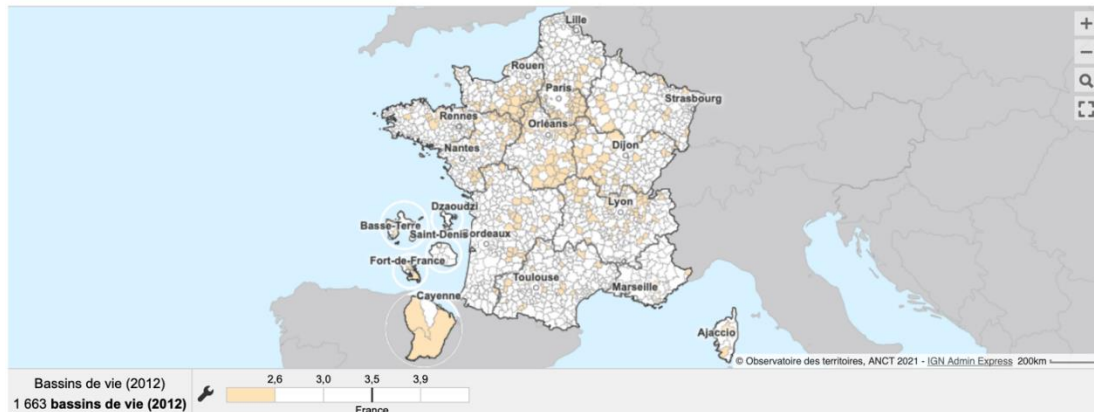 Lille
+
−
Rouen
Paris
Strasbourg
Rennes
Orléans
Nantes
Dijon
Dzaoudzi
Lyon
Basse-Terre
Saint-Denis
Bordeaux
Fort-de-France
Toulouse
Marseille
Cayenne
Ajaccio
© Observatoire des territoires, ANCT 2021 - IGN Admin Express 200km
Bassins de vie (2012)
1 663 bassins de vie (2012)
2,6 3,0 3,5 3,9
France